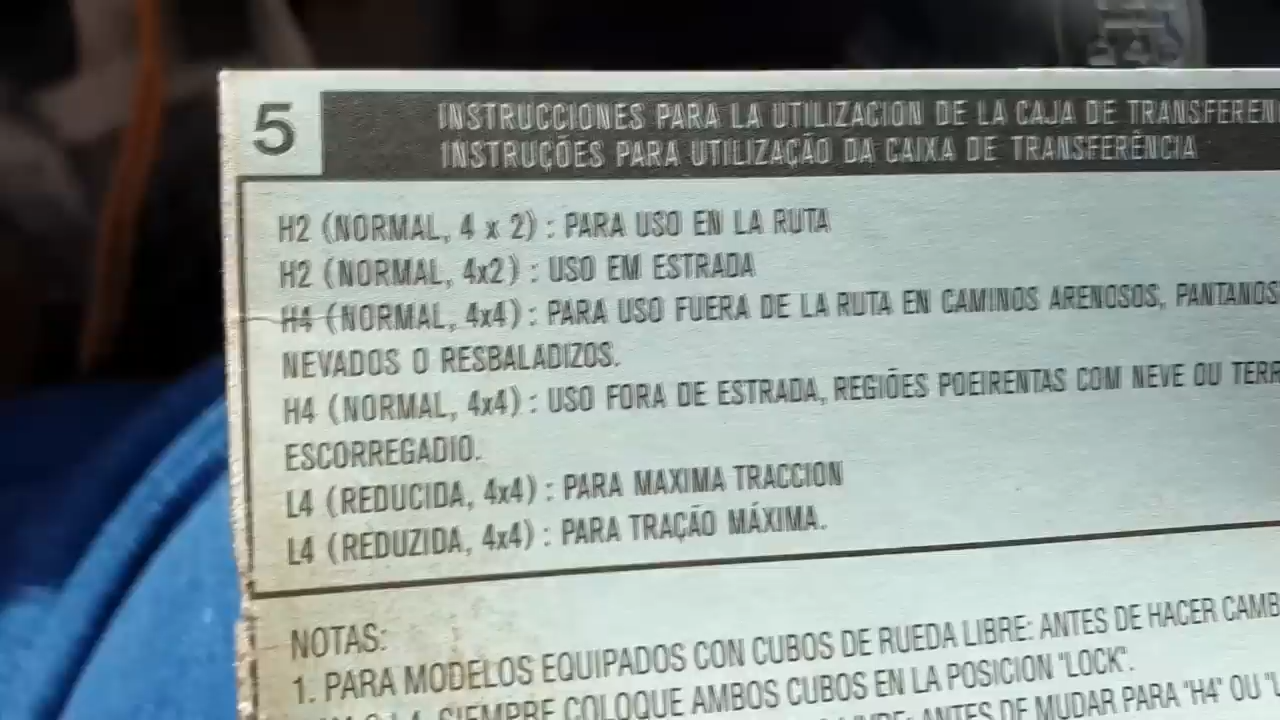 5
INSTRUCCIONES PARA LA UTILIZACION DE LA CAJA DE
INSTRUÇÕES PARA UTILIZAÇÃO DA CAIXA DE TRANSFERÊNCIA
H2 (NORMAL, 4 x 2) : PARA USO EN LA RUTA
H2 (NORMAL, 4x2) : USO EM ESTRADA
H4 (NORMAL, 4x4) : PARA USO FUERA DE LA RUTA EN CAMINOS ARENOSOS,
NEVADOS O RESBALADIZOS.
H4 (NORMAL, 4x4) : USO FORA DE ESTRADA, REGIÕES POEIRENTAS COM NEVE OU
ESCORREGADIO.
L4 (REDUCIDA, 4x4) : PARA MAXIMA TRACCION
L4 (REDUZIDA, 4x4) : PARA TRAÇÃO MÁXIMA.
NOTAS:
1. PARA MODELOS EQUIPADOS CON CUBOS DE RUEDA LIBRE: ANTES DE HACER
SIEMPRE COLOQUE AMBOS CUBOS EN LA POSICION "LOCK".
ANTES DE MUDAR PARA "H4" OU